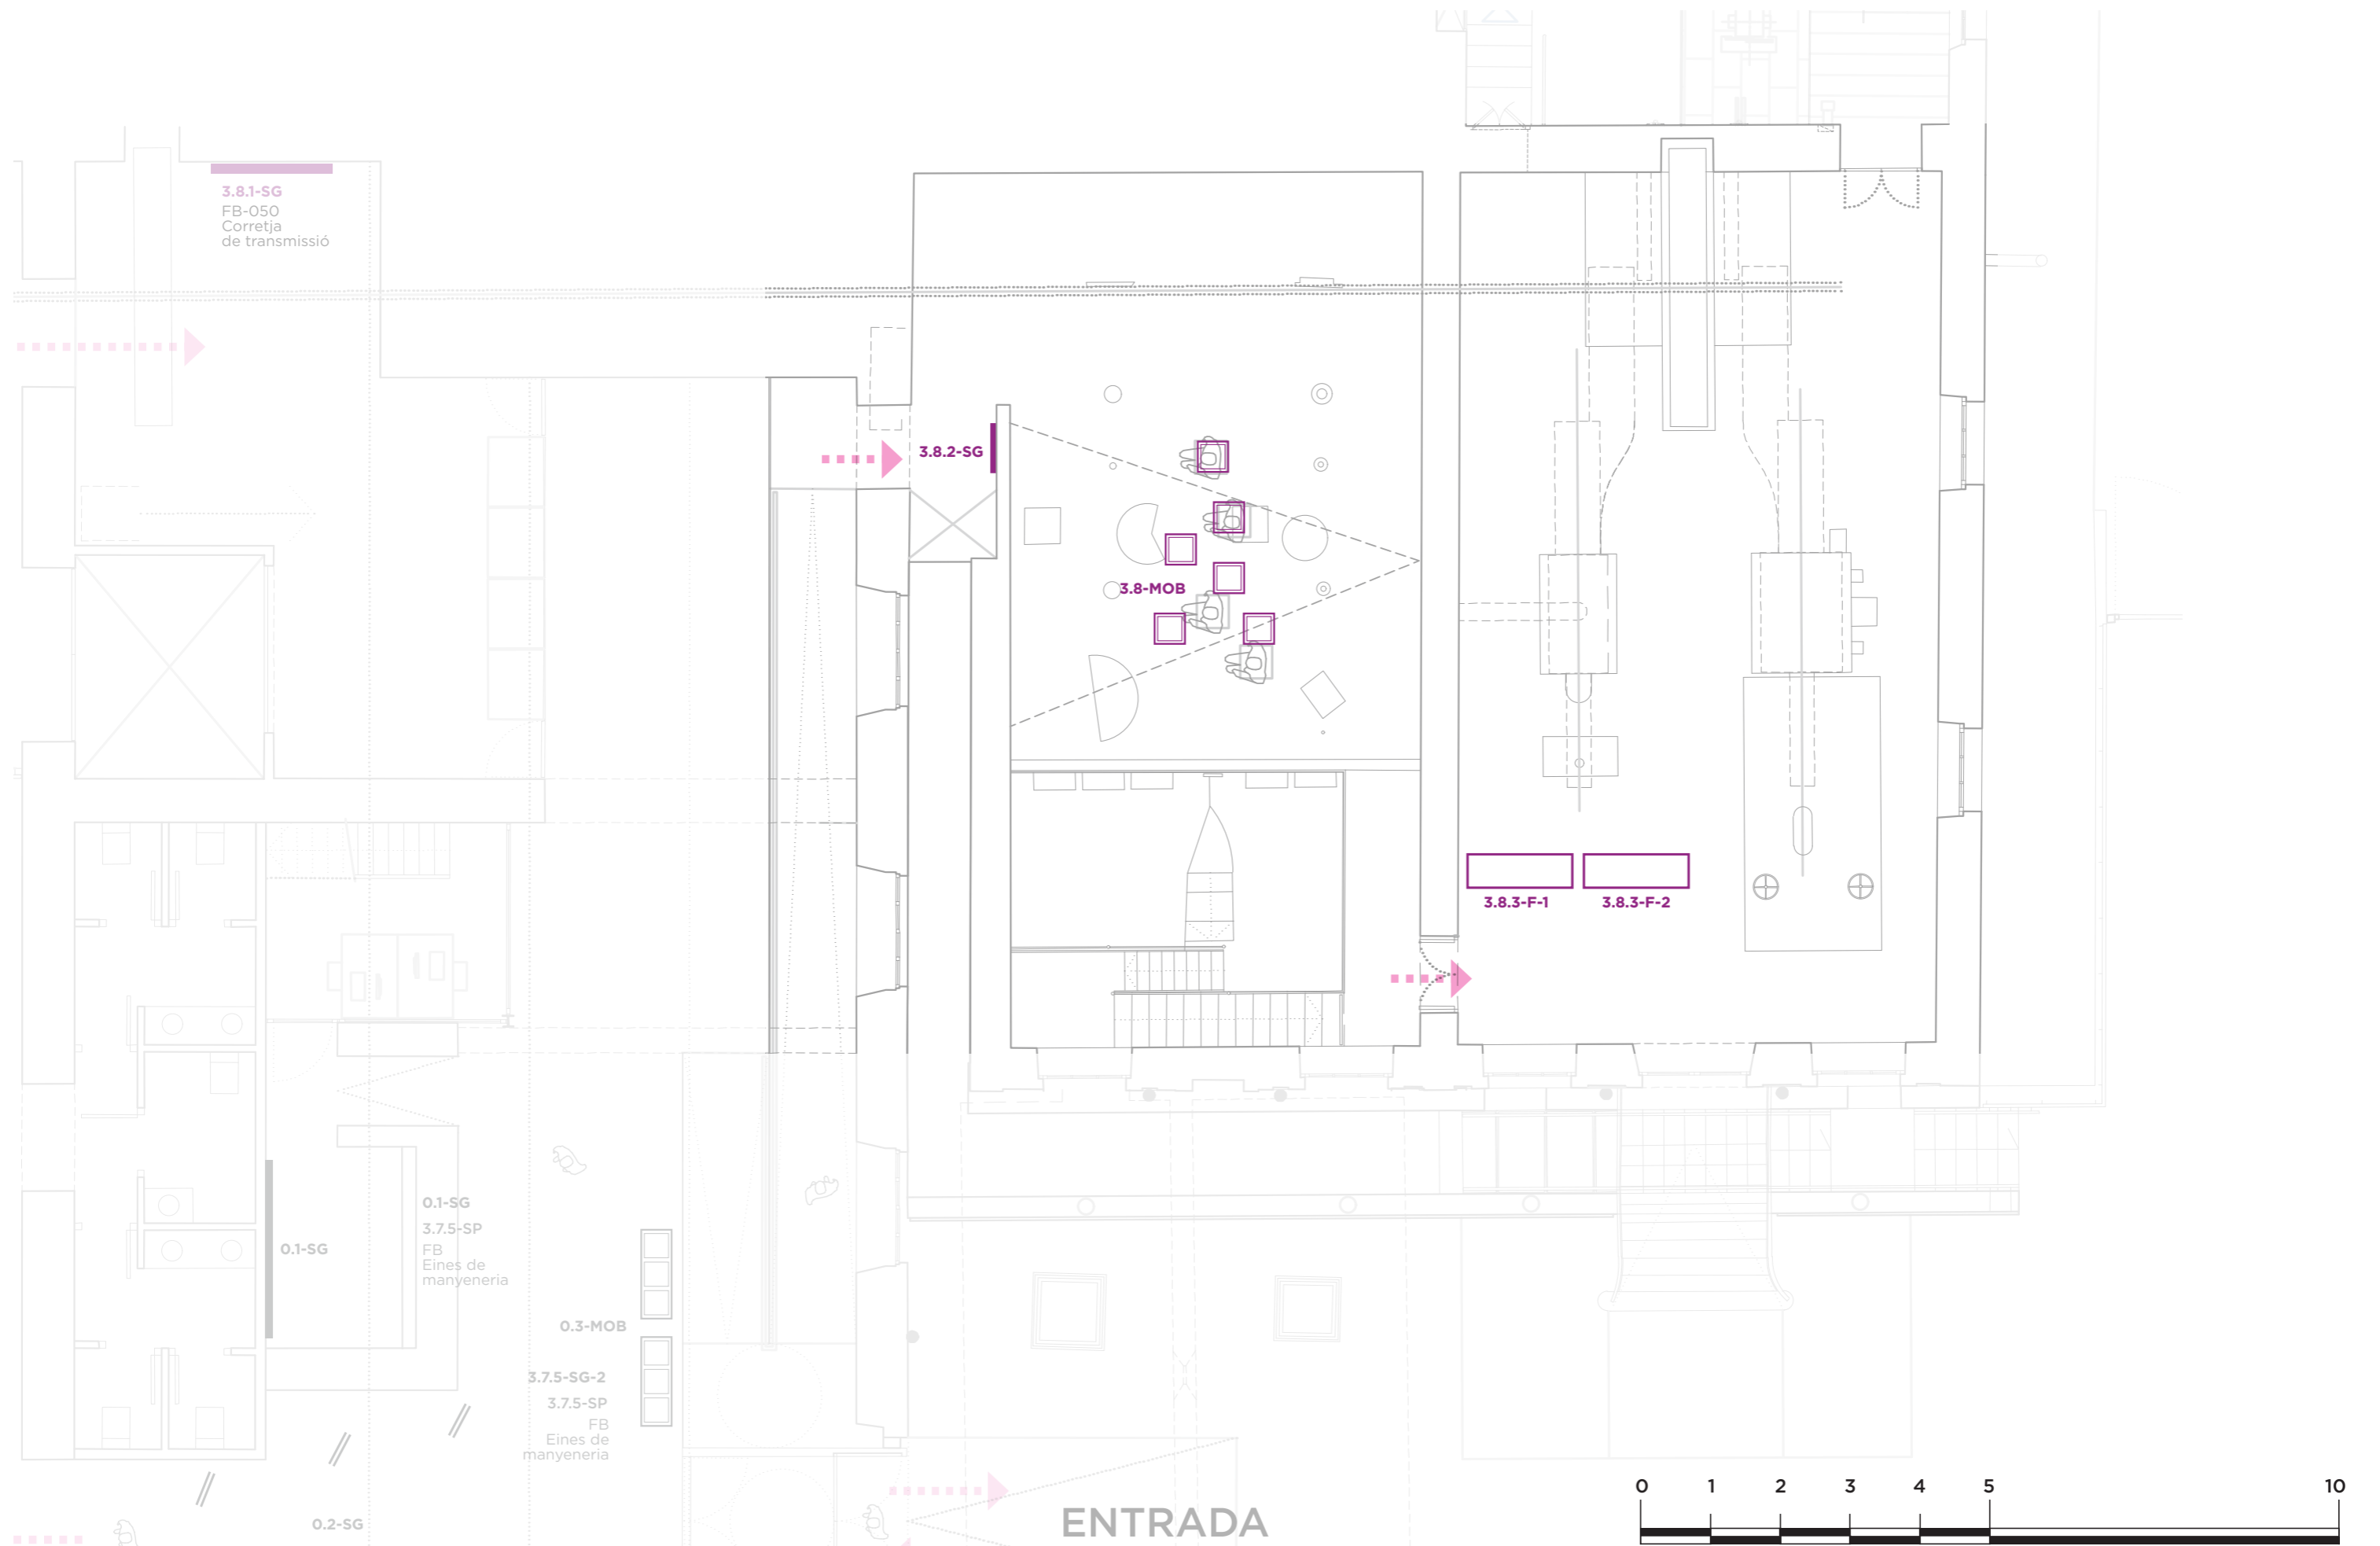 3.8.1-SG
FB-050
Corretja
de transmissió
3.8.2-SG
3.8-MOB
3.8.3-F-1
3.8.3-F-2
0.1-SG
3.7.5-SP
FB
Eines de
manyeneria
0.1-SG
0.3-MOB
3.7.5-SG-2
3.7.5-SP
FB
Eines de
manyeneria
0.2-SG
ENTRADA
0 1 2 3 4 5 10